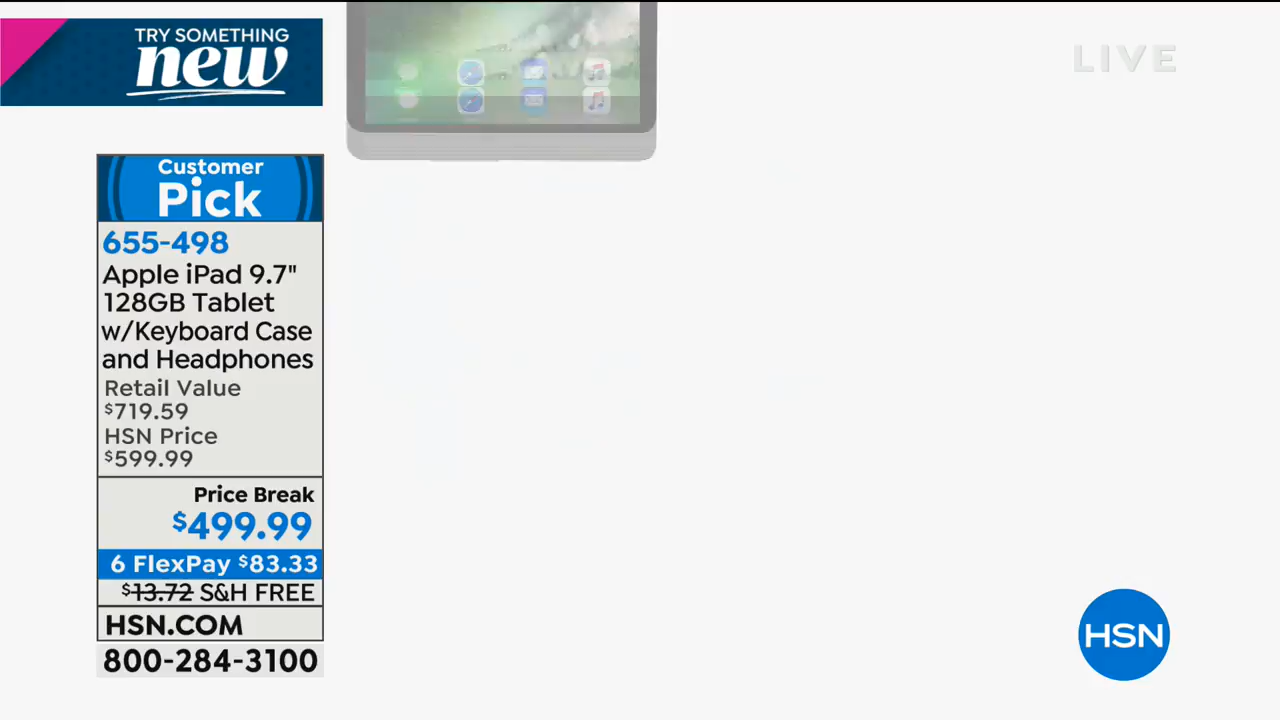 TRY SOMETHING
new
LIVE
Customer
Pick
655-498
Apple iPad 9.7"
128GB Tablet
w/Keyboard Case
and Headphones
Retail Value
$719.59
HSN Price
$599.99
Price Break
$499.99
6 FlexPay $83.33
$13.72 S&H FREE
HSN.COM
800-284-3100
HSN